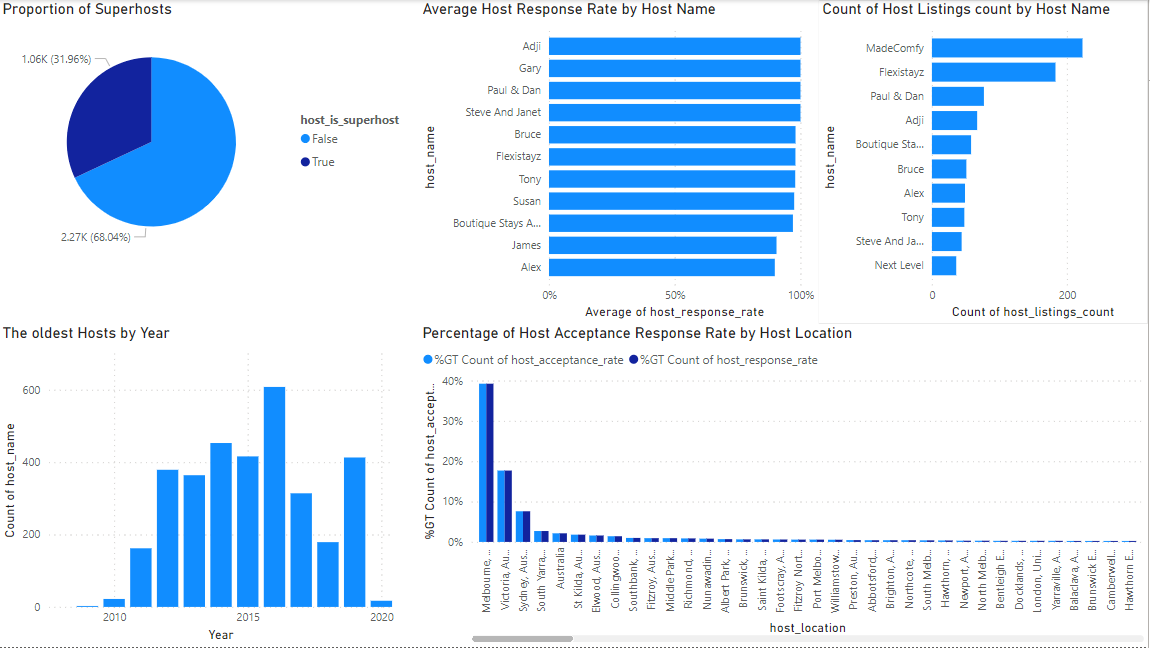 Proportion of Superhosts
1.06K (31.96%)
2.27K (68.04%)
host_is_superhost
False
True
Average Host Response Rate by Host Name
host_name
Adji
Gary
Paul & Dan
Steve And Janet
Bruce
Flexistayz
Tony
Susan
Boutique Stays A...
James
Alex
0% 50% 100%
Average of host_response_rate
Count of Host Listings count by Host Name
host_name
MadeComfy
Flexistayz
Paul & Dan
Adji
Boutique Sta...
Bruce
Alex
Tony
Steve And Ja...
Next Level
0 200
Count of host_listings_count
The oldest Hosts by Year
Count of host_name
600
400
200
0
2010 2015 2020
Year
Percentage of Host Acceptance Response Rate by Host Location
%GT Count of host_acceptance_rate %GT Count of host_response_rate
%GT Count of host_accept...
40%
30%
20%
10%
0%
Melbourne, ...
Victoria, Au...
Sydney, Aus...
South Yarra,...
Australia
St Kilda, Au...
Elwood, Aus...
Collingwoo...
Southbank, ...
Fitzroy, Aus...
Middle Park...
Richmond, ...
Nunawadin...
Albert Park, ...
Brunswick, ...
Saint Kilda, ...
Footscray, A...
Fitzroy Nort...
Port Melbo...
Williamstow...
Preston, Au...
Abbotsford,...
Brighton, A...
Northcote, ...
South Melb...
Hawthorn, ...
Newport, A...
North Melb...
Bentleigh E...
Docklands, ...
London, Uni...
Yarraville, A...
Balaclava, A...
Brunswick E...
Camberwell...
Hawthorn E...
host_location